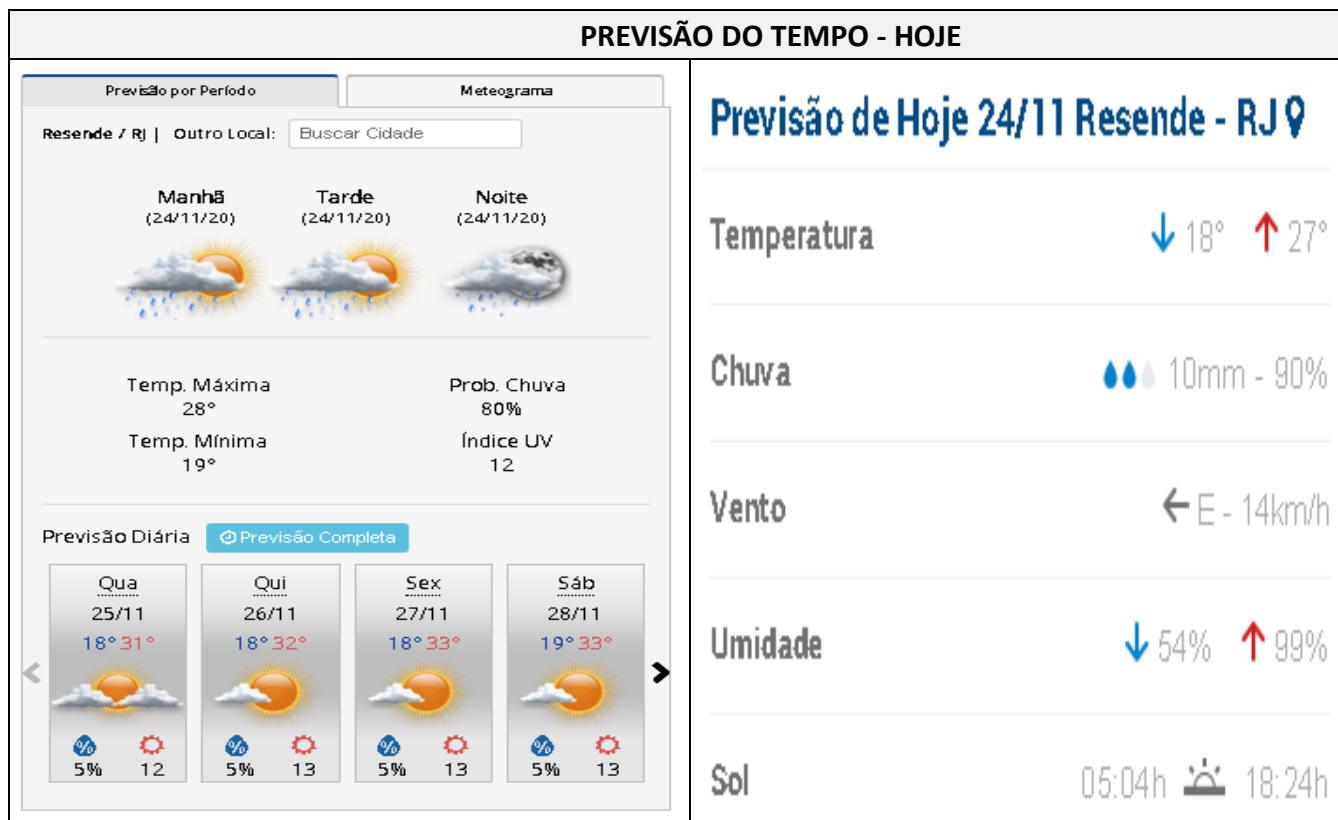 PREVISÃO DO TEMPO - HOJE
Previsão por Período
Meteograma
Resende / RJ | Outro Local: Buscar Cidade
Manhã Tarde Noite
(24/11/20) (24/11/20) (24/11/20)
Temp. Máxima Prob. Chuva
28° 80%
Temp. Mínima Índice UV
19° 12
Previsão Diária Previsão Completa
Qua Qui Sex Sáb
25/11 26/11 27/11 28/11
18° 31° 18° 32° 18° 33° 19° 33°
% % % %
5% 12 5% 13 5% 13 5% 13
Previsão de Hoje 24/11 Resende - RJ
Temperatura ↓ 18° ↑ 27°
Chuva 10mm - 90%
Vento ← E - 14km/h
Umidade ↓ 54% ↑ 99%
Sol 05:04h 18:24h